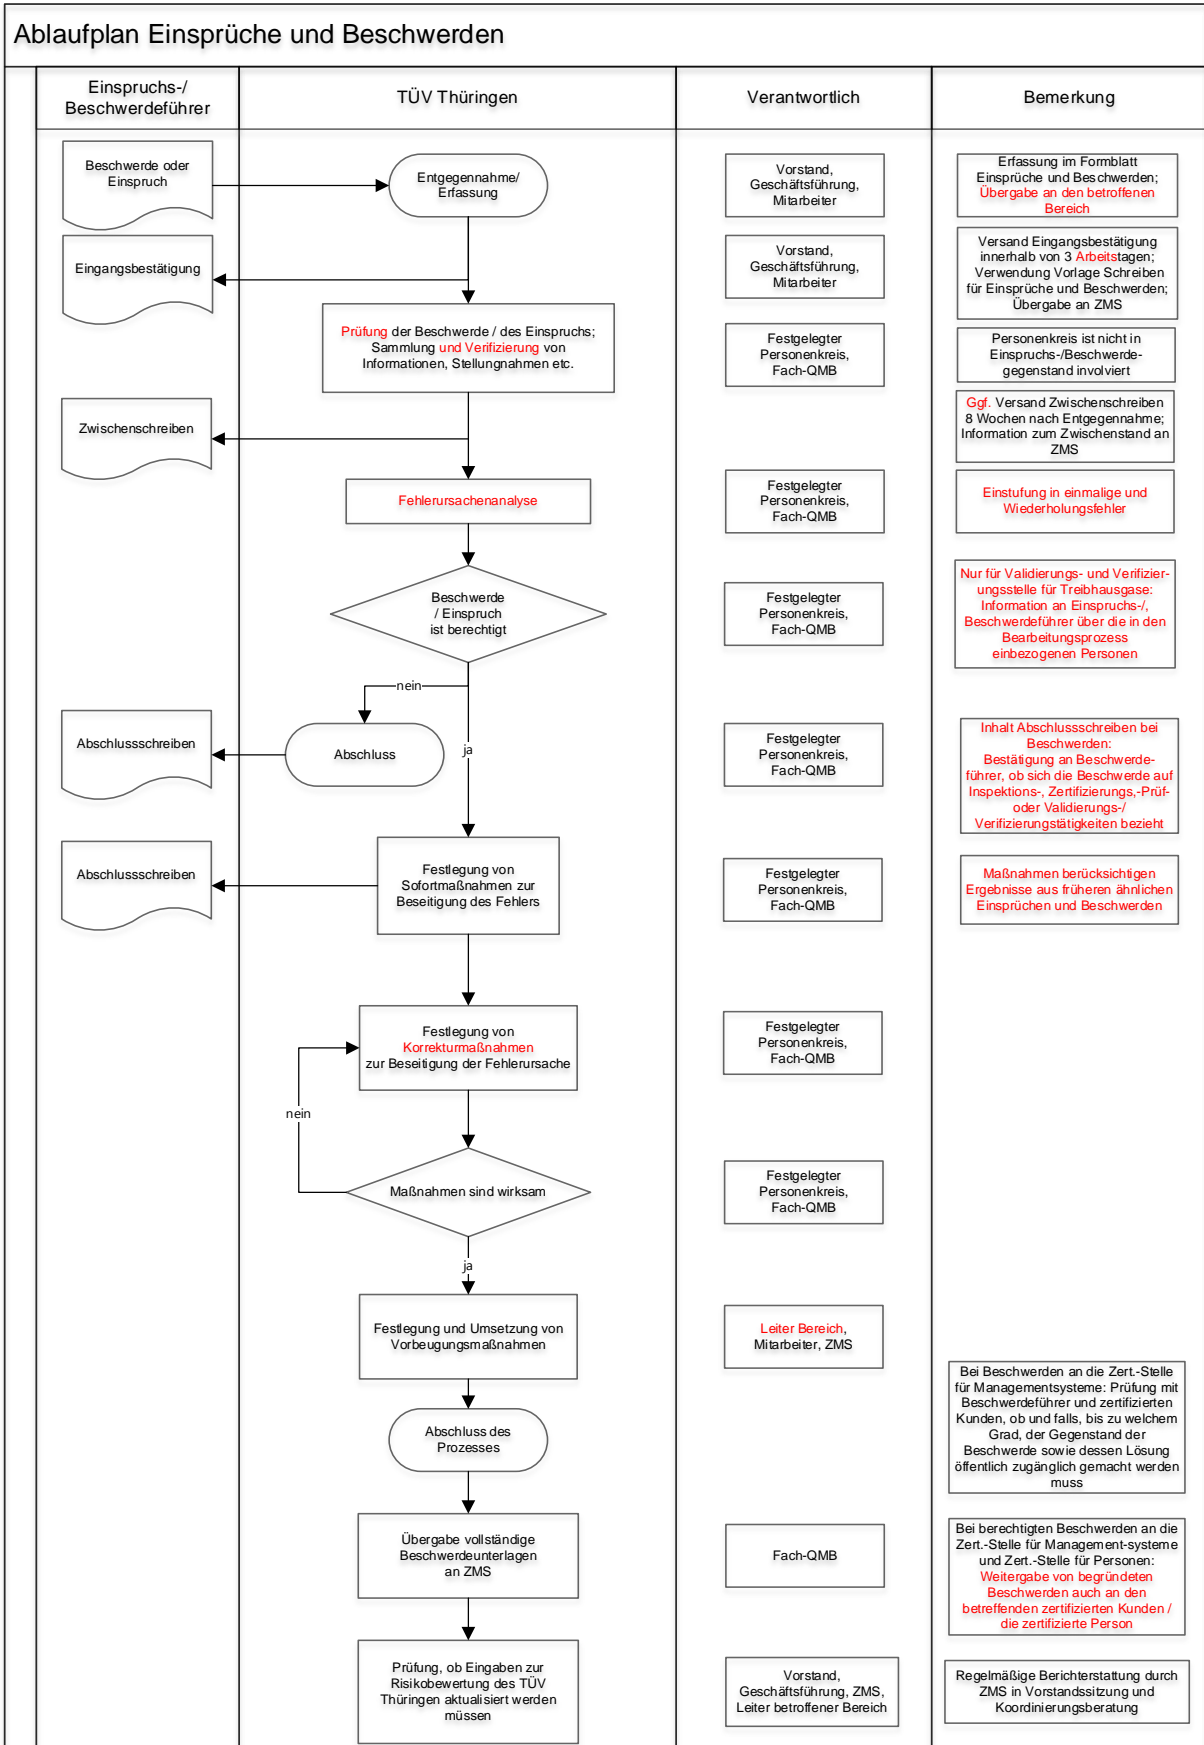 Ablaufplan Einsprüche und Beschwerden
Einspruchs-/
Beschwerdeführer
TÜV Thüringen
Verantwortlich
Bemerkung
Beschwerde oder
Einspruch
Entgegennahme/
Erfassung
Vorstand,
Geschäftsführung,
Mitarbeiter
Erfassung im Formblatt
Einsprüche und Beschwerden;
Übergabe an den betroffenen
Bereich
Eingangsbestätigung
Vorstand,
Geschäftsführung,
Mitarbeiter
Versand Eingangsbestätigung
innerhalb von 3 Arbeitstagen;
Verwendung Vorlage Schreiben
für Einsprüche und Beschwerden;
Übergabe an ZMS
Prüfung der Beschwerde / des Einspruchs;
Sammlung und Verifizierung von
Informationen, Stellungnahmen etc.
Festgelegter
Personenkreis,
Fach-QMB
Personenkreis ist nicht in
Einspruchs-/Beschwerde-
gegenstand involviert
Zwischenschreiben
Ggf. Versand Zwischenschreiben
8 Wochen nach Entgegennahme;
Information zum Zwischenstand an
ZMS
Fehlerursachenanalyse
Festgelegter
Personenkreis,
Fach-QMB
Einstufung in einmalige und
Wiederholungsfehler
Beschwerde
/ Einspruch
ist berechtigt
Festgelegter
Personenkreis,
Fach-QMB
Nur für Validierungs- und Verifizier-
ungsstelle für Treibhausgase:
Information an Einspruchs-/,
Beschwerdeführer über die in den
Bearbeitungsprozess
einbezogenen Personen
nein
ja
Abschlussschreiben
Abschluss
Festgelegter
Personenkreis,
Fach-QMB
Inhalt Abschlussschreiben bei
Beschwerden:
Bestätigung an Beschwerde-
führer, ob sich die Beschwerde auf
Inspektions-, Zertifizierungs,-Prüf-
oder Validierungs-/
Verifizierungstätigkeiten bezieht
Abschlussschreiben
Festlegung von
Sofortmaßnahmen zur
Beseitigung des Fehlers
Festgelegter
Personenkreis,
Fach-QMB
Maßnahmen berücksichtigen
Ergebnisse aus früheren ähnlichen
Einsprüchen und Beschwerden
Festlegung von
Korrekturmaßnahmen
zur Beseitigung der Fehlerursache
Festgelegter
Personenkreis,
Fach-QMB
nein
Maßnahmen sind wirksam
Festgelegter
Personenkreis,
Fach-QMB
ja
Festlegung und Umsetzung von
Vorbeugungsmaßnahmen
Leiter Bereich,
Mitarbeiter, ZMS
Abschluss des
Prozesses
Bei Beschwerden an die Zert.-Stelle
für Managementsysteme: Prüfung mit
Beschwerdeführer und zertifizierten
Kunden, ob und falls, bis zu welchem
Grad, der Gegenstand der
Beschwerde sowie dessen Lösung
öffentlich zugänglich gemacht werden
muss
Übergabe vollständige
Beschwerdeunterlagen
an ZMS
Fach-QMB
Bei berechtigten Beschwerden an die
Zert.-Stelle für Management-systeme
und Zert.-Stelle für Personen:
Weitergabe von begründeten
Beschwerden auch an den
betreffenden zertifizierten Kunden /
die zertifizierte Person
Prüfung, ob Eingaben zur
Risikobewertung des TÜV
Thüringen aktualisiert werden
müssen
Vorstand,
Geschäftsführung, ZMS,
Leiter betroffener Bereich
Regelmäßige Berichterstattung durch
ZMS in Vorstandssitzung und
Koordinierungsberatung